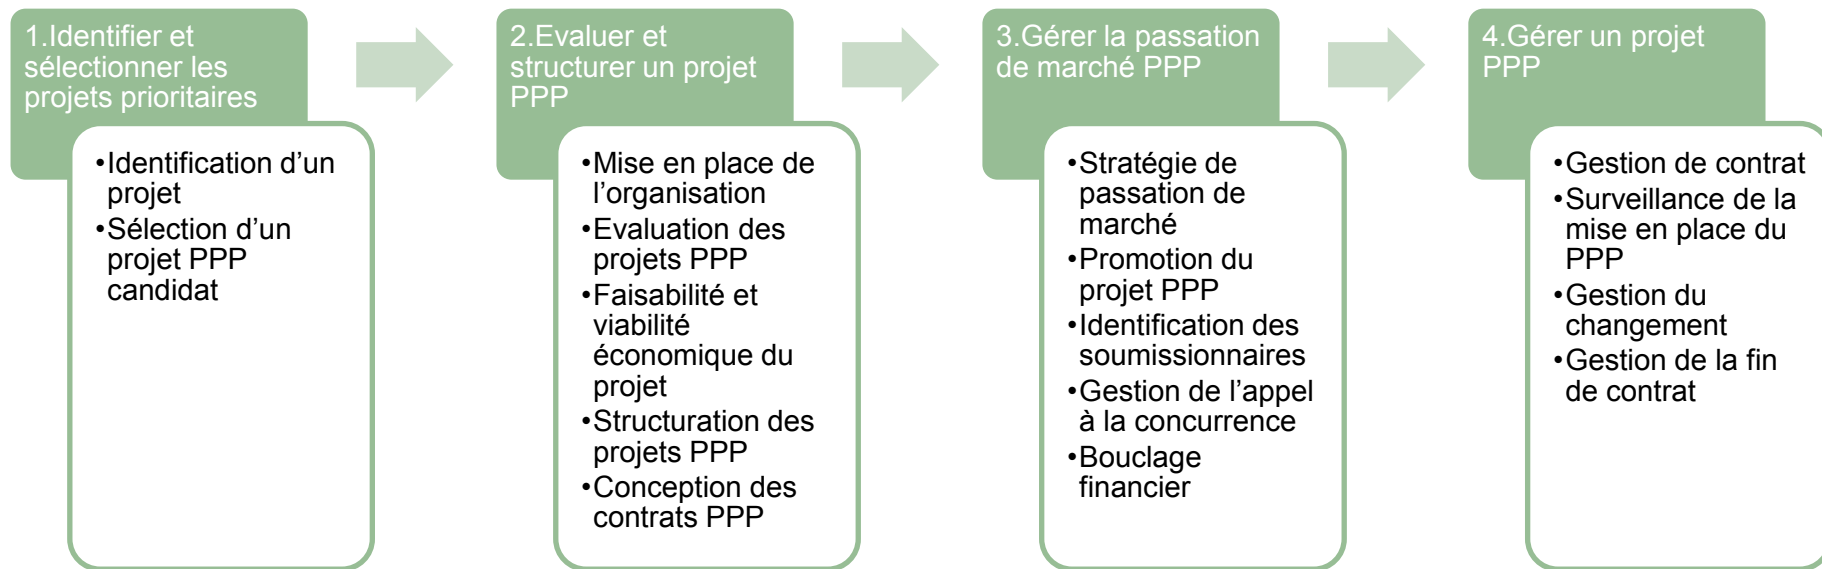 1.Identifier et
sélectionner les
projets prioritaires
•Identification d’un
projet
•Sélection d’un
projet PPP
candidat
2.Evaluer et
structurer un projet
PPP
•Mise en place de
l’organisation
•Evaluation des
projets PPP
•Faisabilité et
viabilité
économique du
projet
•Structuration des
projets PPP
•Conception des
contrats PPP
3.Gérer la passation
de marché PPP
•Stratégie de
passation de
marché
•Promotion du
projet PPP
•Identification des
soumissionnaires
•Gestion de l’appel
à la concurrence
•Bouclage
financier
4.Gérer un projet
PPP
•Gestion de contrat
•Surveillance de la
mise en place du
PPP
•Gestion du
changement
•Gestion de la fin
de contrat